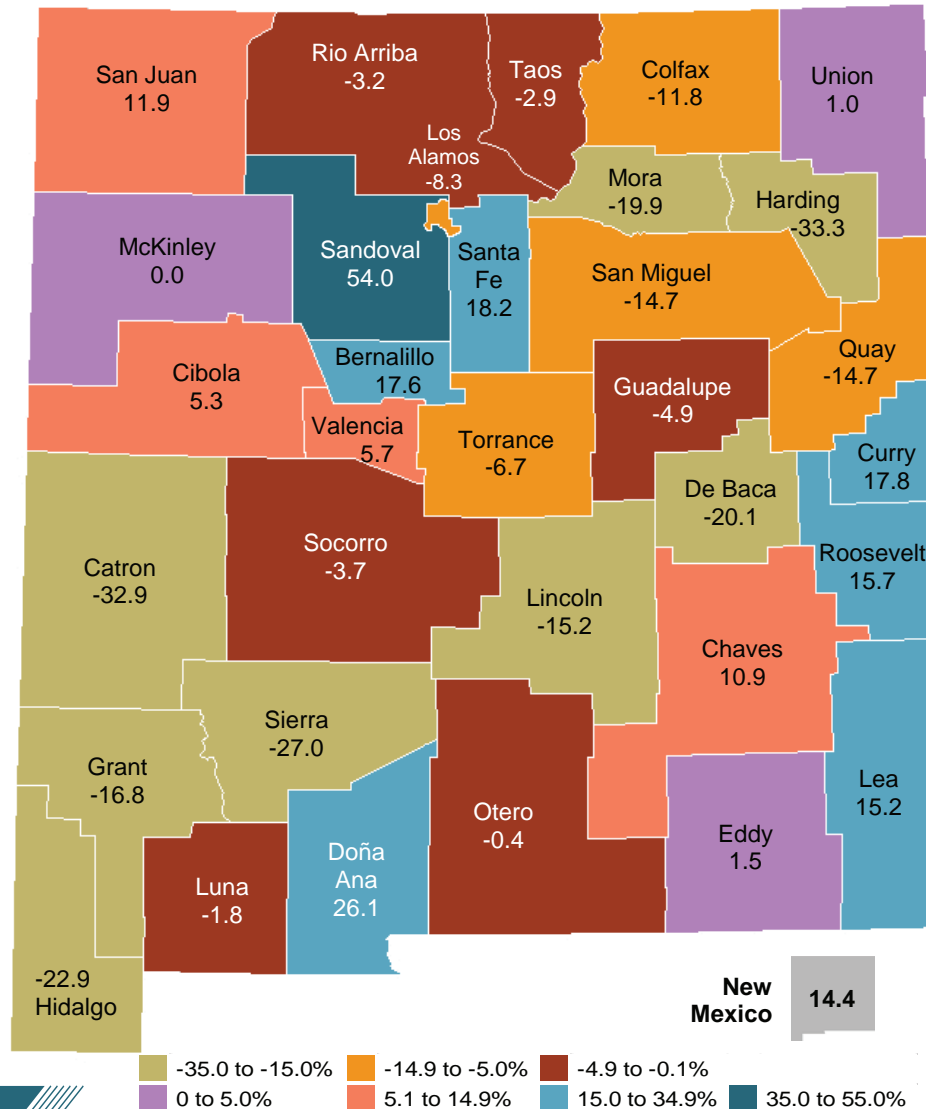 San Juan
11.9
Rio Arriba
-3.2
Taos
-2.9
Colfax
-11.8
Union
1.0
Los
Alamos
-8.3
Mora
-19.9
Harding
-33.3
McKinley
0.0
Sandoval
54.0
Santa
Fe
18.2
San Miguel
-14.7
Quay
-14.7
Bernalillo
17.6
Cibola
5.3
Guadalupe
-4.9
Valencia
5.7
Torrance
-6.7
Curry
17.8
De Baca
-20.1
Socorro
-3.7
Roosevelt
15.7
Catron
-32.9
Lincoln
-15.2
Chaves
10.9
Sierra
-27.0
Grant
-16.8
Lea
15.2
Otero
-0.4
Eddy
1.5
Doña
Ana
26.1
Luna
-1.8
-22.9
Hidalgo
New
Mexico
14.4
-35.0 to -15.0%
-14.9 to -5.0%
-4.9 to -0.1%
0 to 5.0%
5.1 to 14.9%
15.0 to 34.9%
35.0 to 55.0%